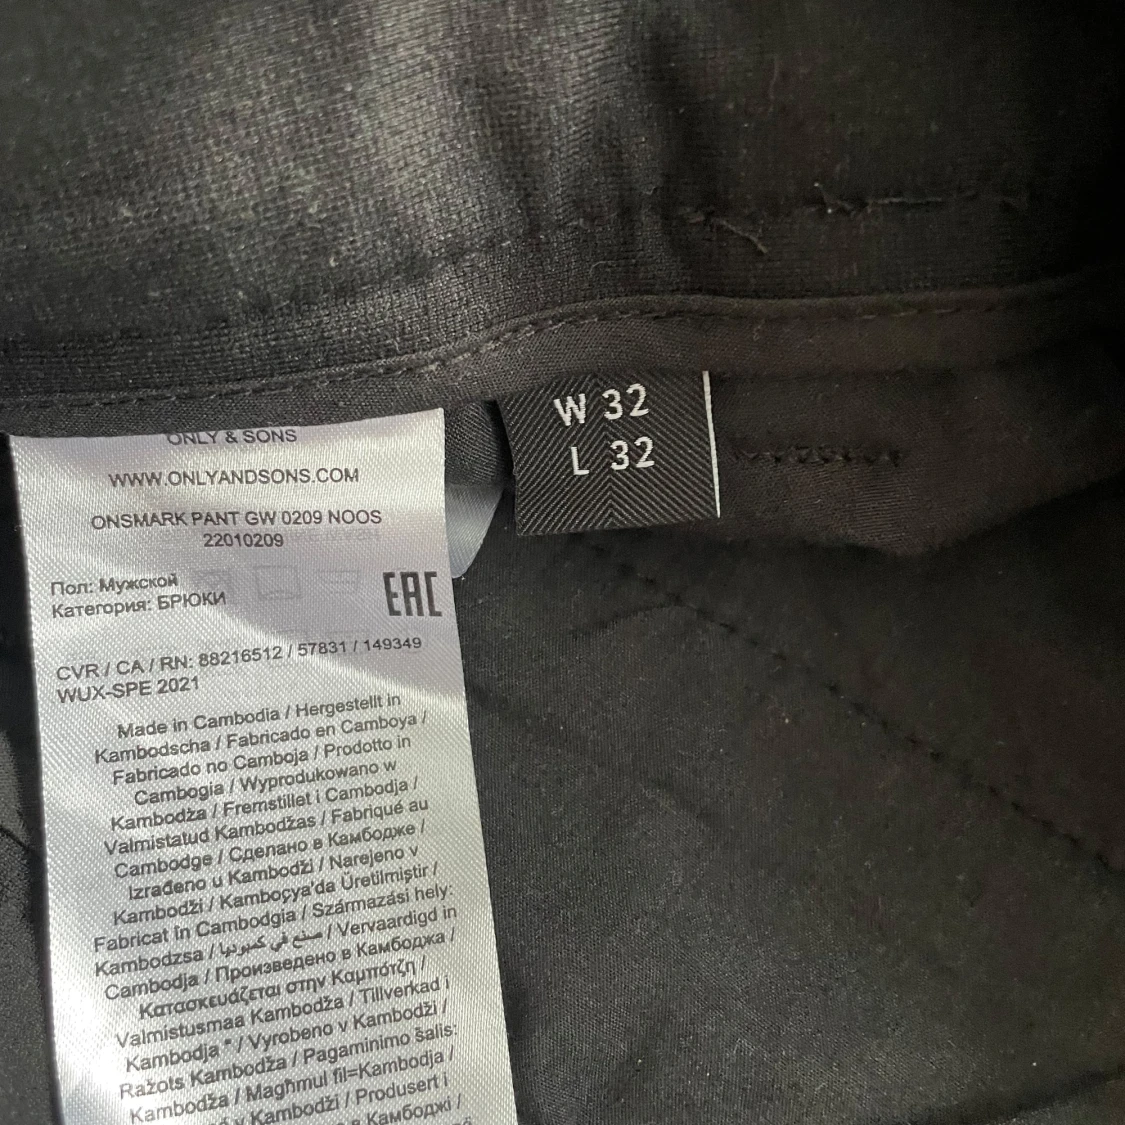 ONLY & SONS
WWW.ONLYANDSONS.COM
ONSMARK PANT GW 0209 NOOS
22010209
Пол: Мужской
Категория: БРЮКИ
EAC
CVR / CA / RN: 88216512 / 57831 / 149349
WUX-SPE 2021
Made in Cambodia / Hergestellt in
Kambodscha / Fabricado en Camboya /
Fabricado no Camboja / Prodotto in
Cambogia / Wyprodukowano w
Kambodża / Fremstillet i Cambodja /
Valmistatud Kambodžas / Fabriqué au
Cambodge / Сделано в Камбодже /
Izrađeno u Kambodži / Narejeno v
Kambodži / Kamboçya'da Üretilmiştir /
Fabricat în Cambodgia / Származási hely:
Kambodzsa / صنع في كمبوديا / Vervaardigd in
Cambodja / Произведено в Камбоджа /
Κατασκευάζεται στην Καμπότζη /
Valmistusmaa Kambodža / Tillverkad i
Kambodja * / Vyrobeno v Kambodži /
Ražots Kambodža / Pagaminimo šalis:
Kambodža / Magħmul fil=Kambodja /
v Kambodži / Produsert i
в Камбоджі /
W 32
L 32